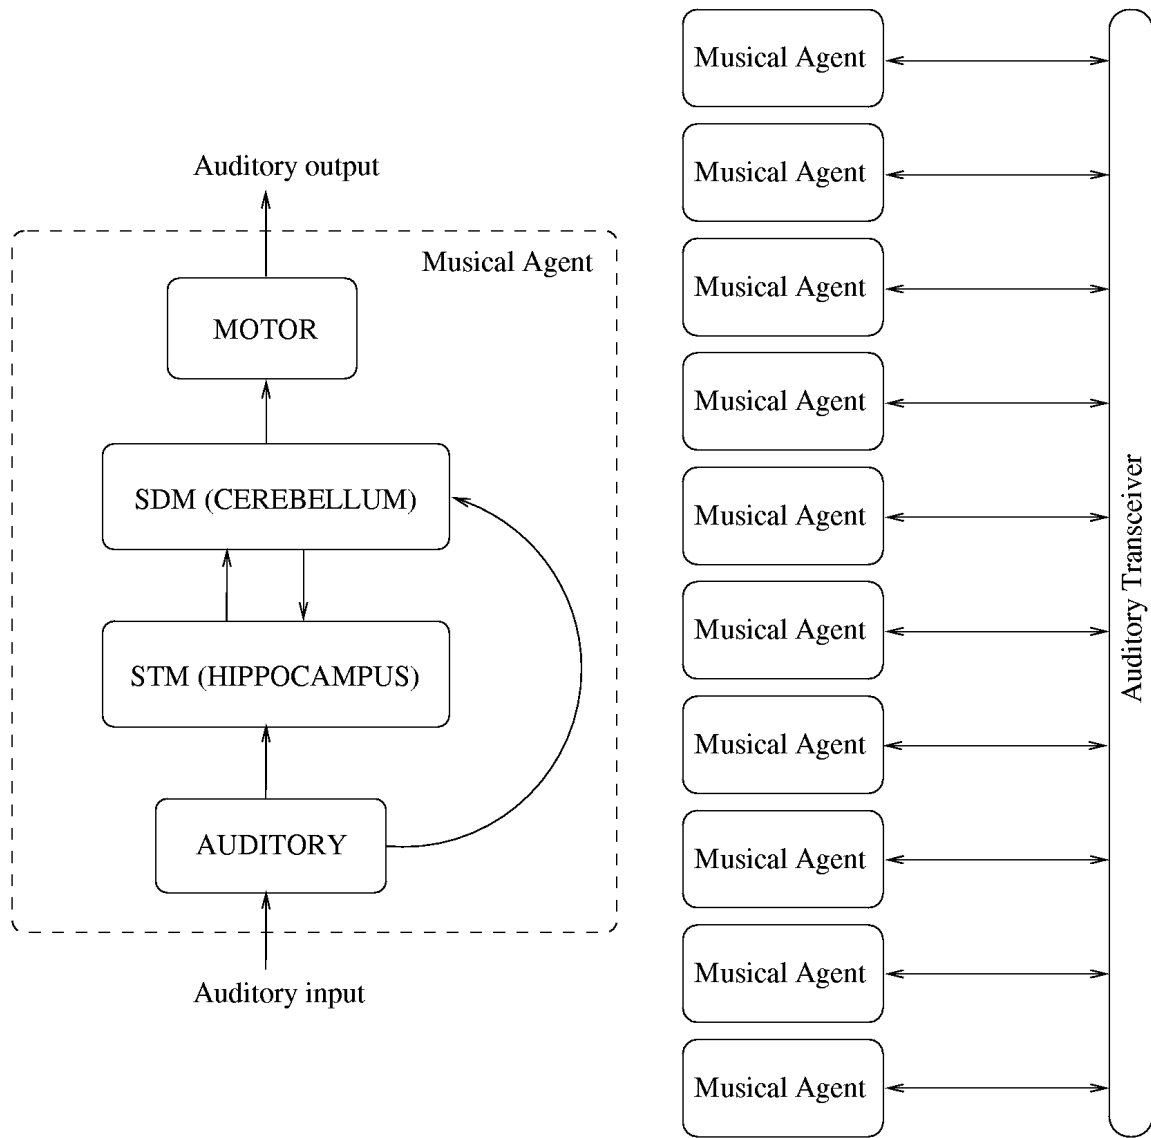 Auditory output
Musical Agent
MOTOR
SDM (CEREBELLUM)
STM (HIPPOCAMPUS)
AUDITORY
Auditory input
Musical Agent
Musical Agent
Musical Agent
Musical Agent
Musical Agent
Musical Agent
Musical Agent
Musical Agent
Musical Agent
Musical Agent
Auditory Transceiver